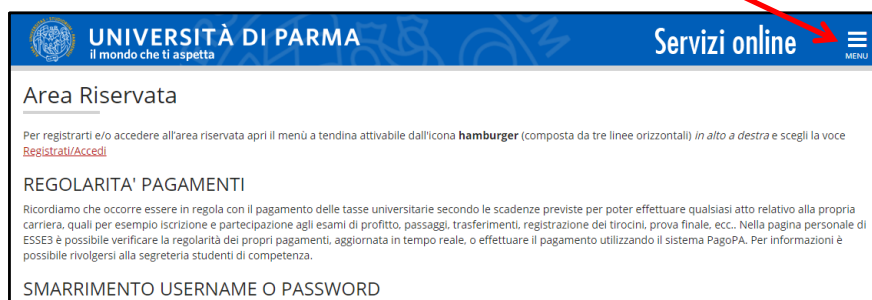 UNIVERSITÀ DI PARMA
il mondo che ti aspetta
Servizi online
MENU
Area Riservata
Per registrarti e/o accedere all'area riservata apri il menù a tendina attivabile dall'icona hamburger (composta da tre linee orizzontali) in alto a destra e scegli la voce
Registrati/Accedi
REGOLARITA' PAGAMENTI
Ricordiamo che occorre essere in regola con il pagamento delle tasse universitarie secondo le scadenze previste per poter effettuare qualsiasi atto relativo alla propria
carriera, quali per esempio iscrizione e partecipazione agli esami di profitto, passaggi, trasferimenti, registrazione dei tirocini, prova finale, ecc.. Nella pagina personale di
ESSE3 è possibile verificare la regolarità dei propri pagamenti, aggiornata in tempo reale, o effettuare il pagamento utilizzando il sistema PagoPA. Per informazioni è
possibile rivolgersi alla segreteria studenti di competenza.
SMARRIMENTO USERNAME O PASSWORD